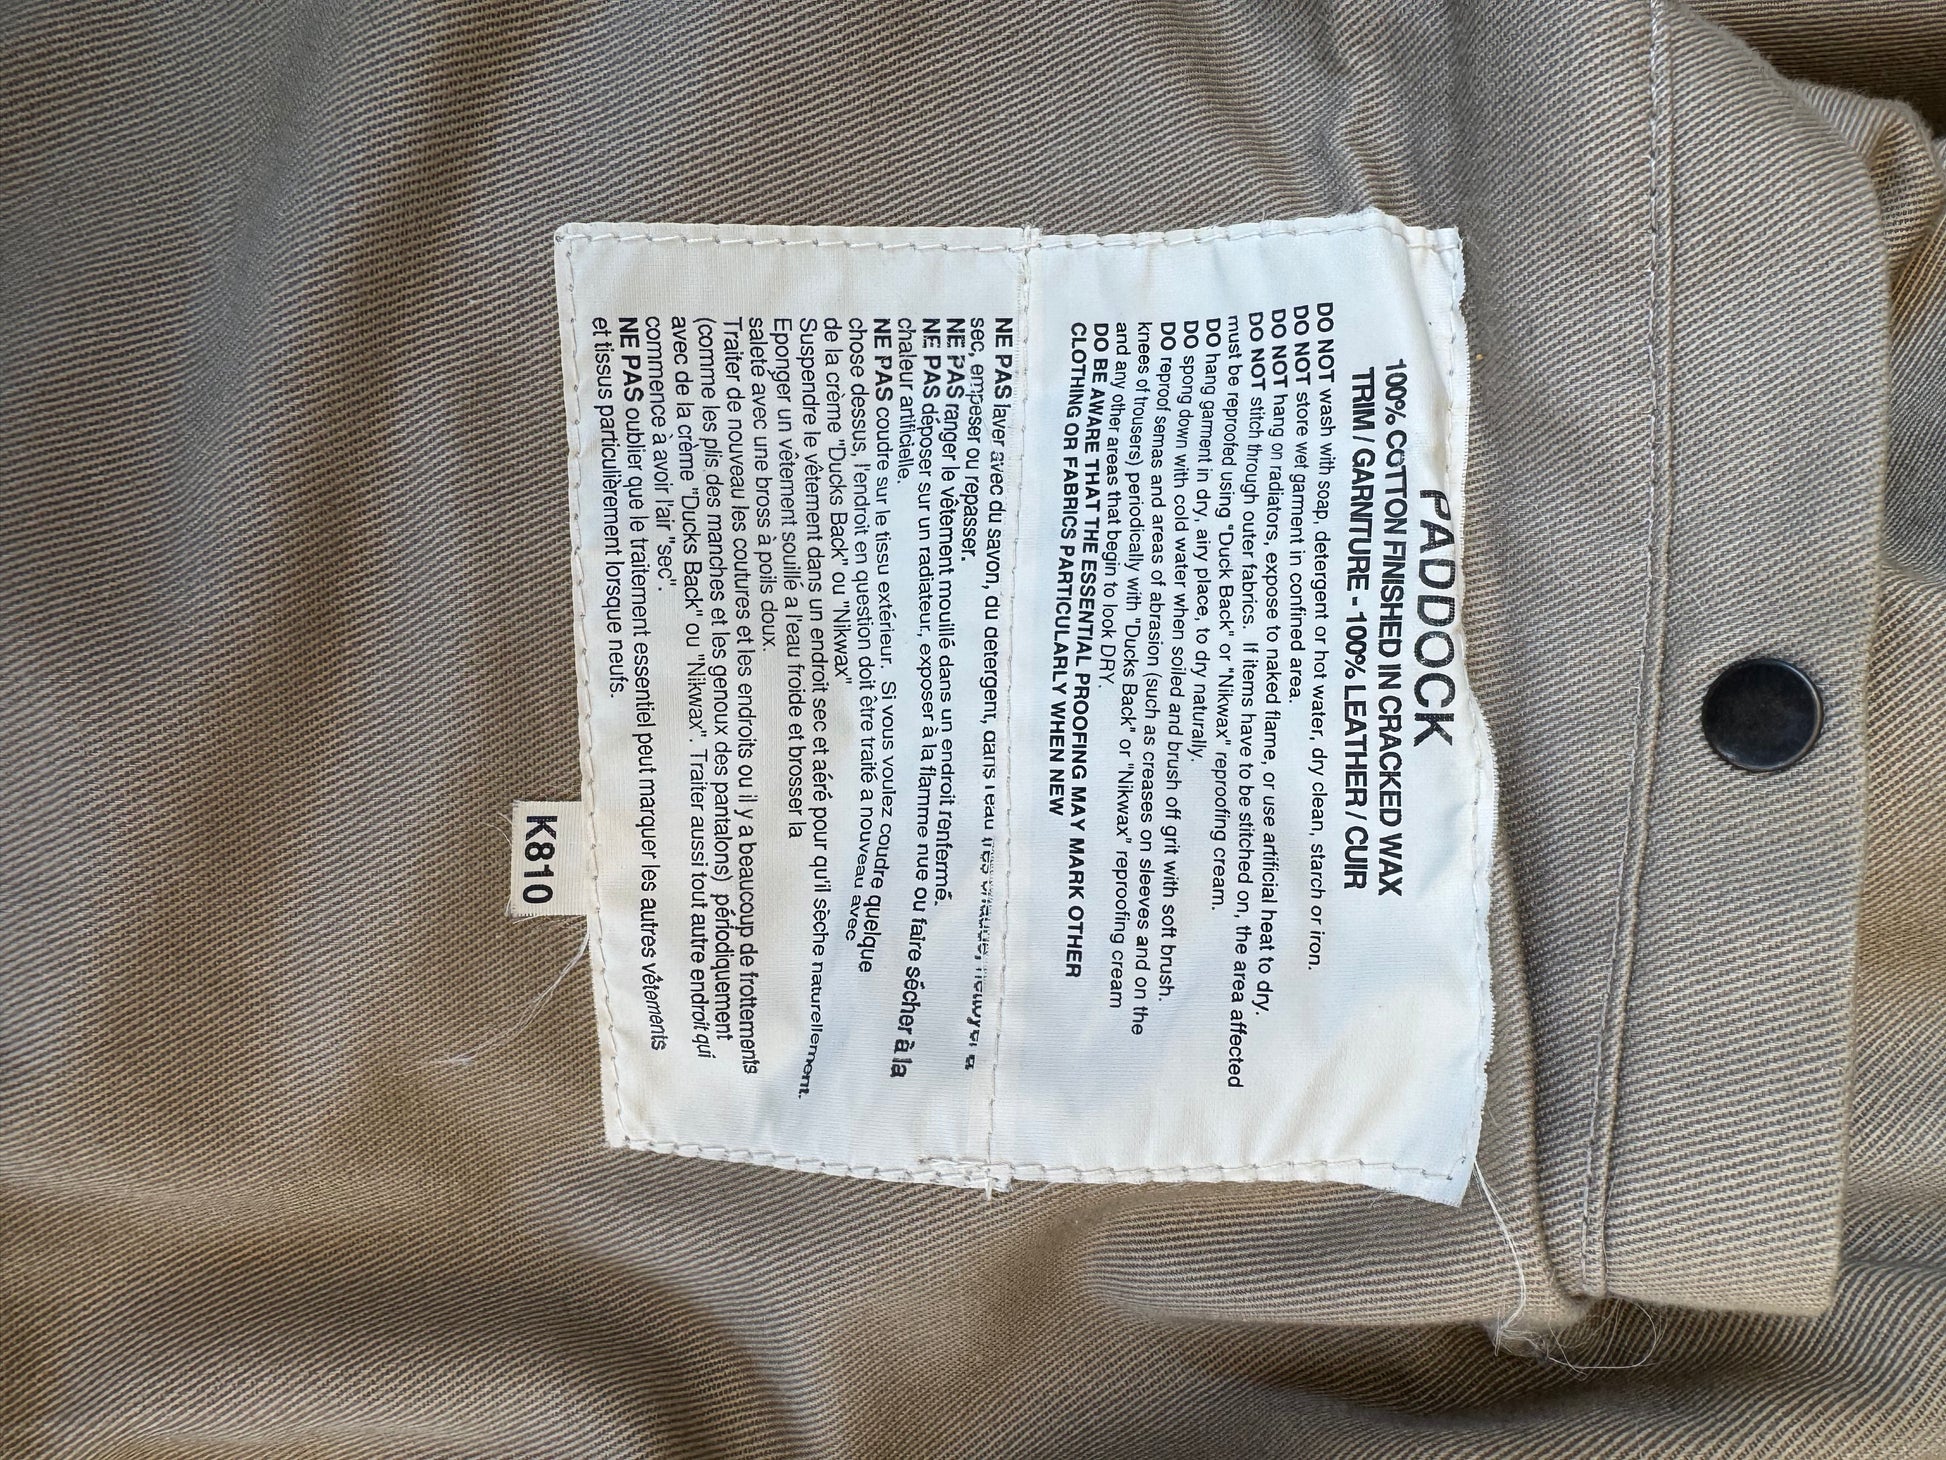 PADDOCK
100% COTTON FINISHED IN CRACKED WAX
TRIM / GARNITURE - 100% LEATHER / CUIR
DO NOT wash with soap, detergent or hot water, dry clean, starch or iron.
DO NOT store wet garment in confined area.
DO NOT hang on radiators, expose to naked flame, or use artificial heat to dry.
DO NOT stitch through outer fabrics. If items have to be stitched on, the area affected
must be reproofed using "Duck Back" or "Nikwax" reproofing cream.
DO hang garment in dry, airy place, to dry naturally.
DO spong down with cold water when soiled and brush off grit with soft brush.
DO reproof semas and areas of abrasion (such as creases on sleeves and on the
knees of trousers) periodically with "Ducks Back" or "Nikwax" reproofing cream
and any other areas that begin to look DRY.
DO BE AWARE THAT THE ESSENTIAL PROOFING MAY MARK OTHER
CLOTHING OR FABRICS PARTICULARLY WHEN NEW
NE PAS laver avec du savon, du detergent, dans l'eau très chaude, nettoyer a
sec, empeser ou repasser.
NE PAS ranger le vêtement mouillé dans un endroit renfermé.
NE PAS déposer sur un radiateur, exposer à la flamme nue ou faire sécher à la
chaleur artificielle.
NE PAS coudre sur le tissu extérieur. Si vous voulez coudre quelque
chose dessus, l'endroit en question doit être traité a nouveau avec
de la crème "Ducks Back" ou "Nikwax"
Suspendre le vêtement dans un endroit sec et aéré pour qu'il sèche naturellement.
Eponger un vêtement souillé a l'eau froide et brosser la
saleté avec une bross à poils doux.
Traiter de nouveau les coutures et les endroits ou il y a beaucoup de frottements
(comme les plis des manches et les genoux des pantalons) périodiquement
avec de la crème "Ducks Back" ou "Nikwax". Traiter aussi tout autre endroit qui
commence à avoir l'air "sec".
NE PAS oublier que le traitement essentiel peut marquer les autres vêtements
et tissus particulièrement lorsque neufs.
K810